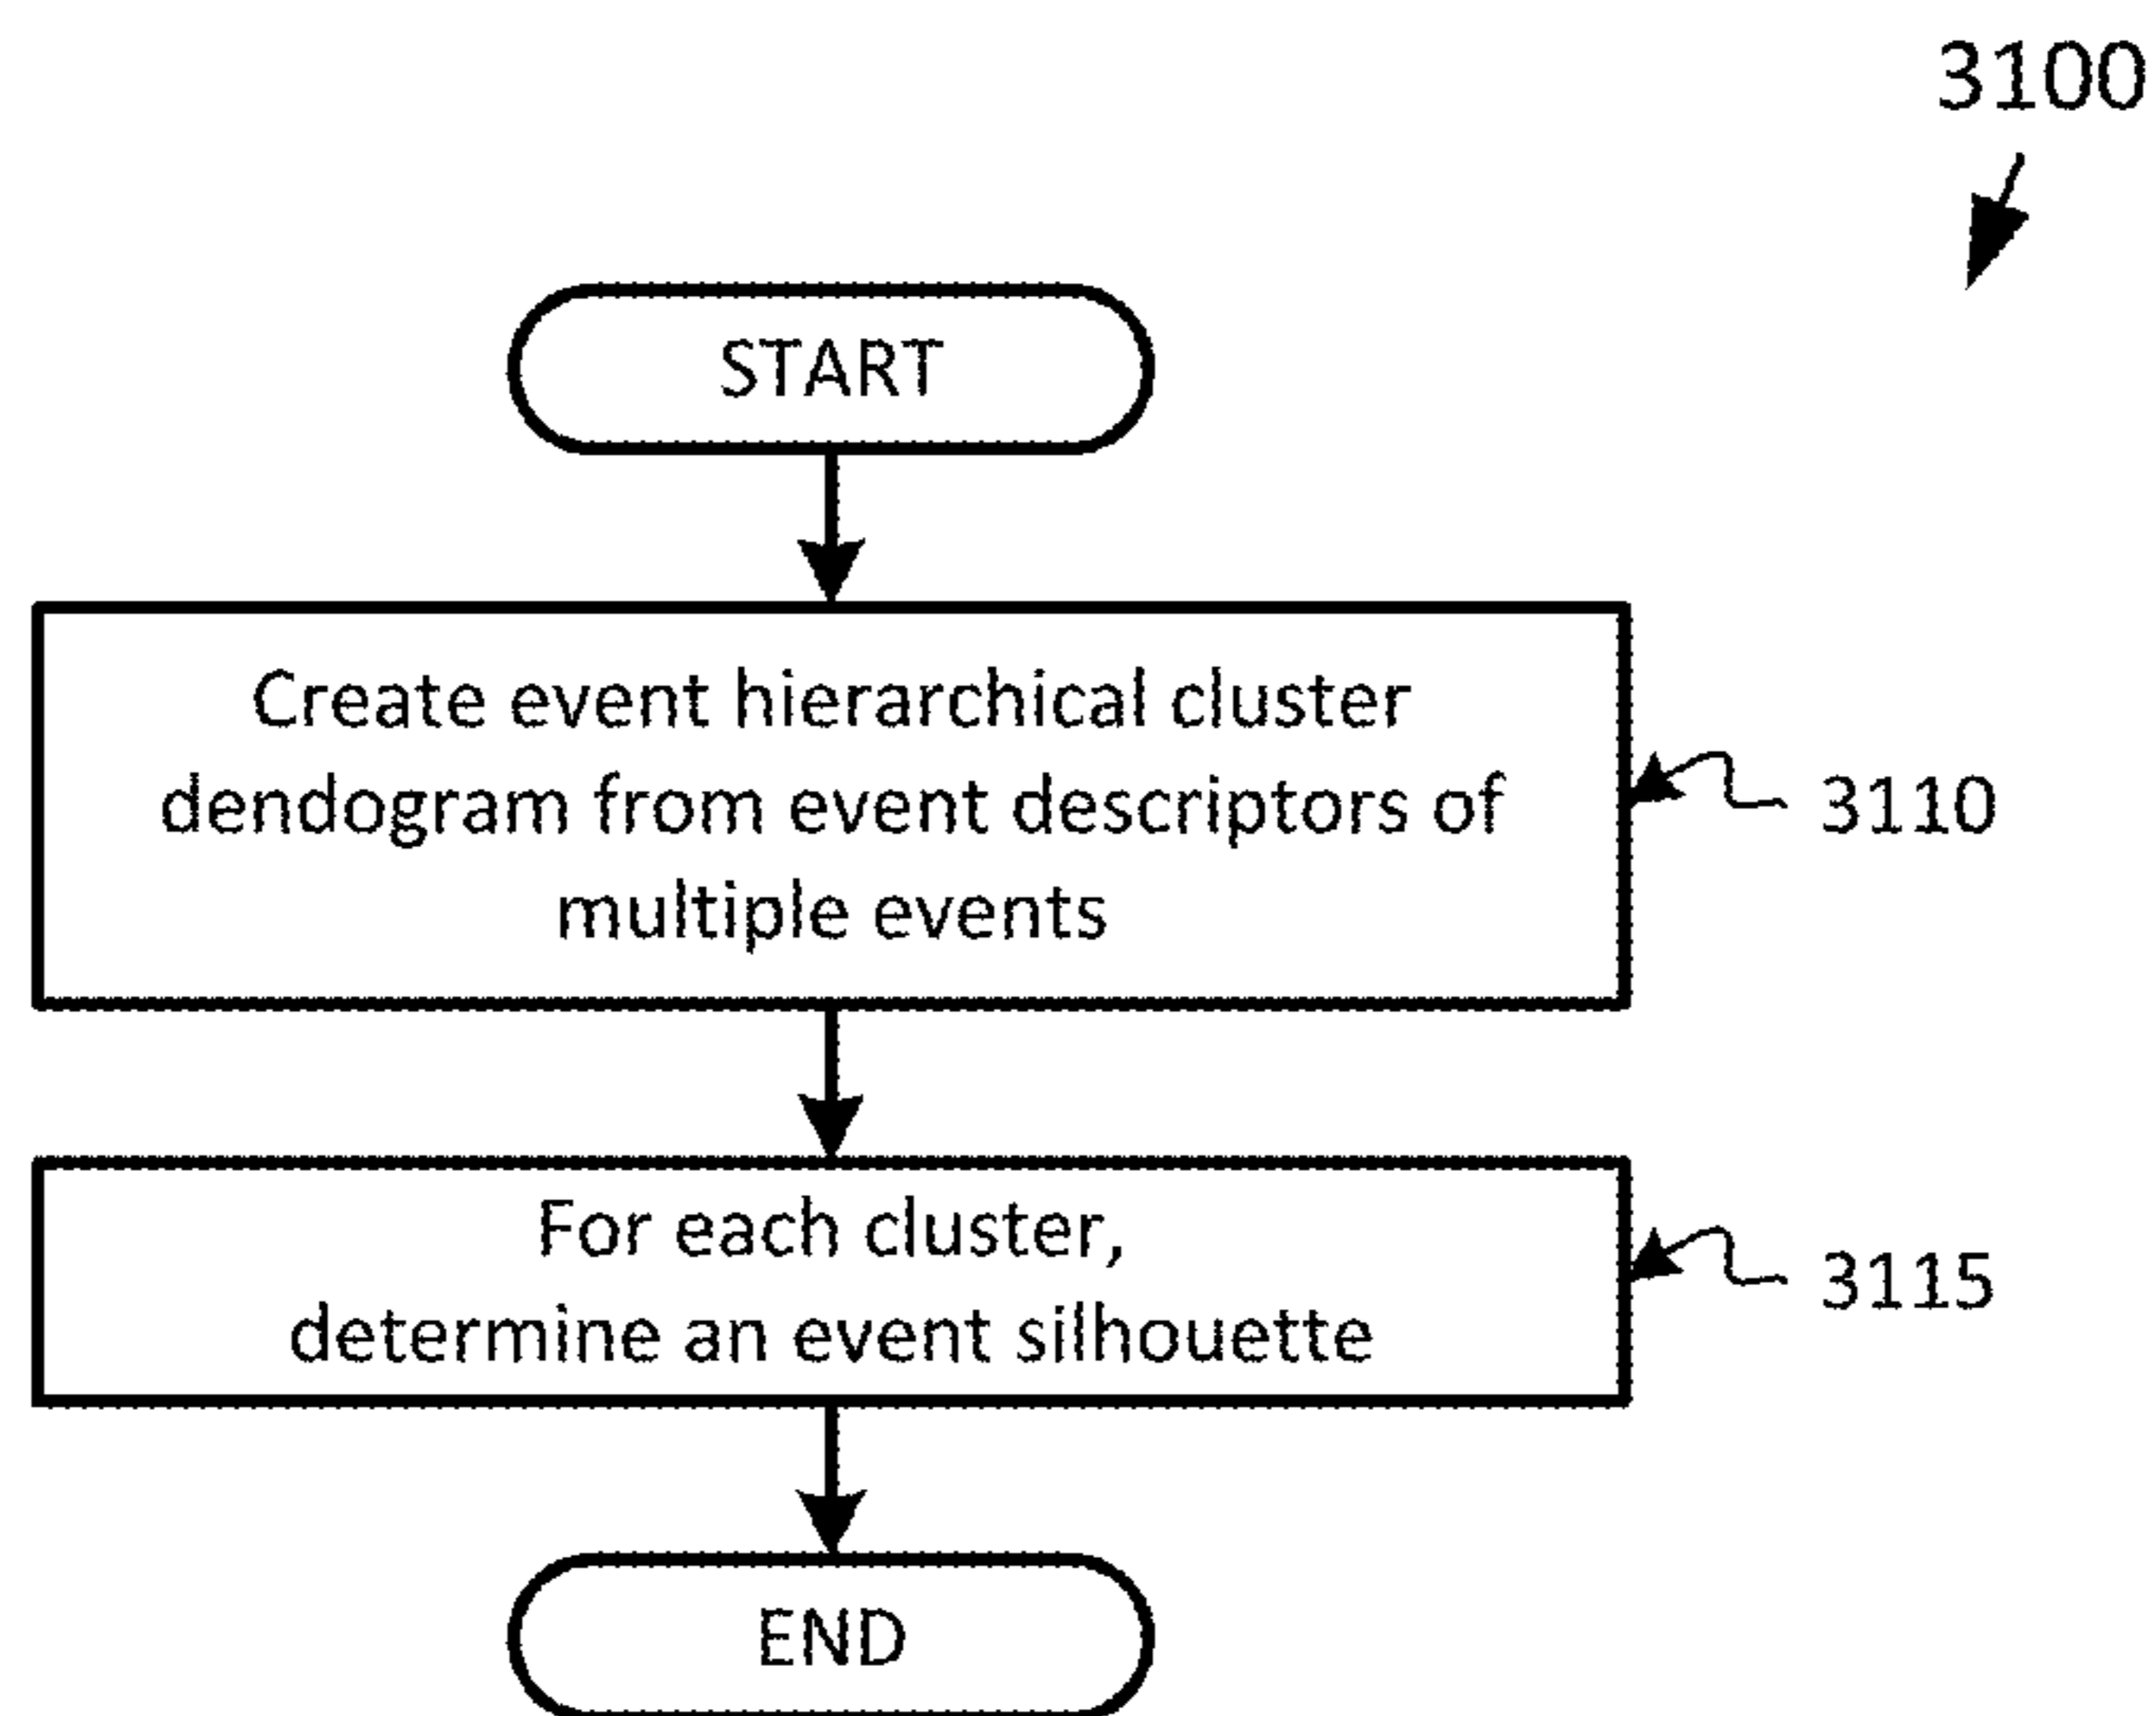 3100
START
Create event hierarchical cluster
dendogram from event descriptors of
multiple events
3110
For each cluster,
determine an event silhouette
3115
END